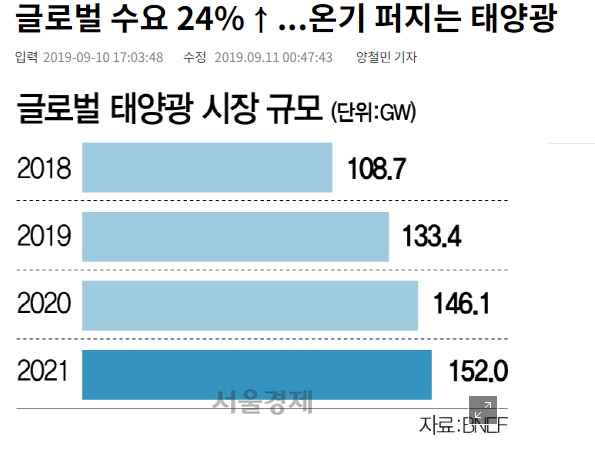 글로벌 수요 24%↑...온기 퍼지는 태양광
입력 2019-09-10 17:03:48 수정 2019.09.11 00:47:43 양철민 기자
글로벌 태양광 시장 규모 (단위:GW)
2018 108.7
2019 133.4
2020 146.1
2021 152.0
서울경제
자료:BNEF